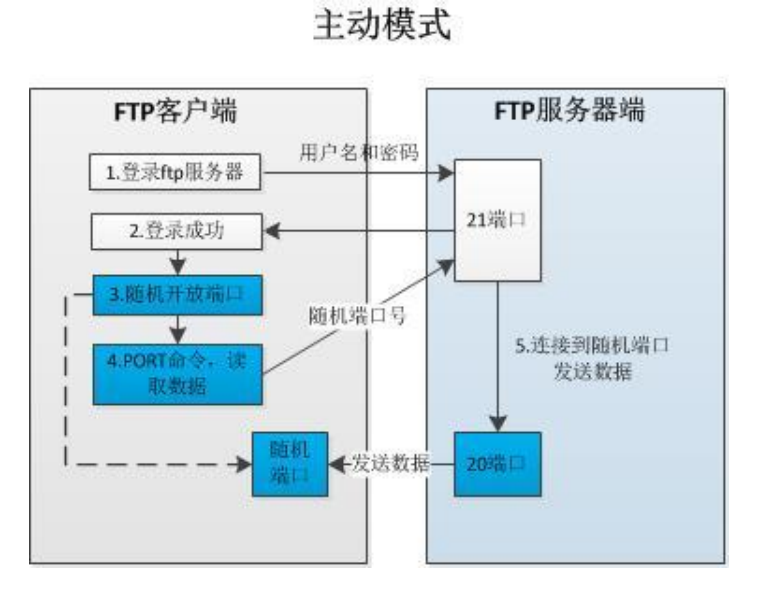 主动模式
FTP客户端
FTP服务器端
用户名和密码
1.登录ftp服务器
21端口
2.登录成功
3.随机开放端口
随机端口号
4.PORT命令，读
取数据
5.连接到随机端口
发送数据
随机
端口
发送数据
20端口